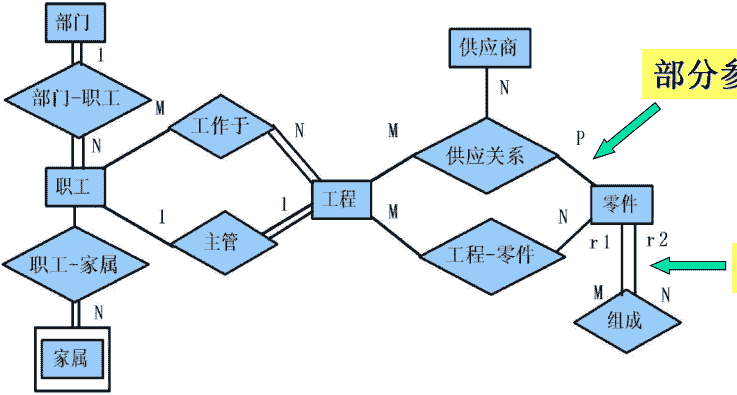 部门
供应商
1
部分
N
部门-职工
M
工作于
N
M
供应关系
P
N
职工
工程
零件
1
1
M
N
主管
工程-零件
r1
r2
职工-家属
M
N
N
组成
家属